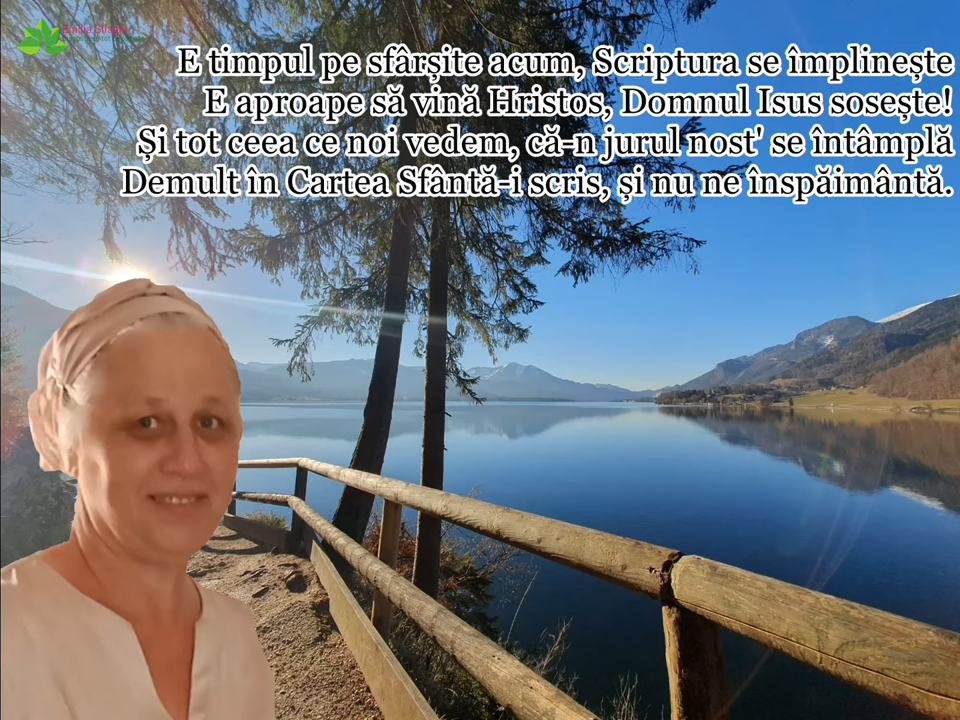 E timpul pe sfârșite acum, Scriptura se împlinește
E aproape să vină Hristos, Domnul Isus sosește!
Și tot ceea ce noi vedem, că-n jurul nost' se întâmplă
Demult în Cartea Sfântă-i scris, și nu ne înspăimântă.